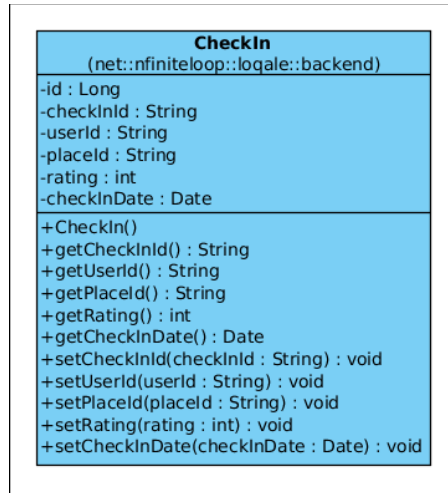 CheckIn
(net::nfiniteloop::loqale::backend)
-id : Long
-checkInId : String
-userId : String
-placeId : String
-rating : int
-checkInDate : Date
+CheckIn()
+getCheckInId() : String
+getUserId() : String
+getPlaceId() : String
+getRating() : int
+getCheckInDate() : Date
+setCheckInId(checkInId : String) : void
+setUserId(userId : String) : void
+setPlaceId(placeId : String) : void
+setRating(rating : int) : void
+setCheckInDate(checkInDate : Date) : void